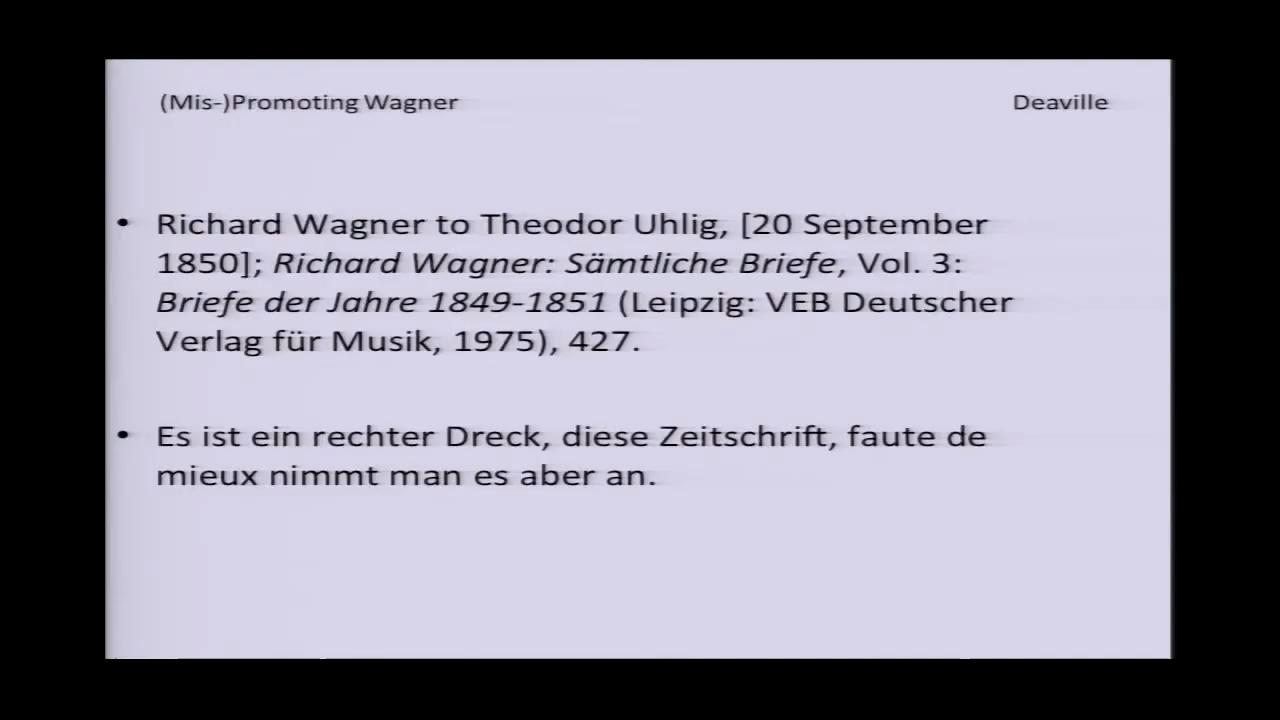 (Mis-)Promoting Wagner Deaville
• Richard Wagner to Theodor Uhlig, [20 September
1850]; Richard Wagner: Sämtliche Briefe, Vol. 3:
Briefe der Jahre 1849-1851 (Leipzig: VEB Deutscher
Verlag für Musik, 1975), 427.
• Es ist ein rechter Dreck, diese Zeitschrift, faute de
mieux nimmt man es aber an.